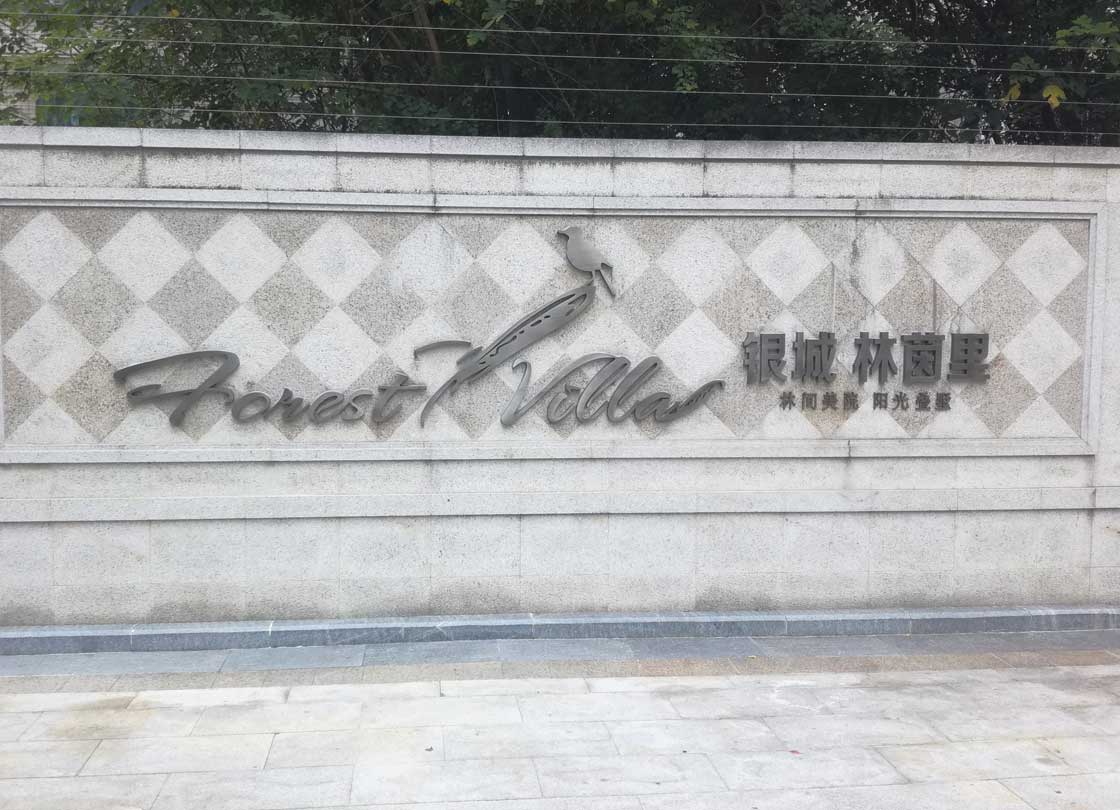 Forest Villa
银城 林茵里
林间美院 阳光叠墅